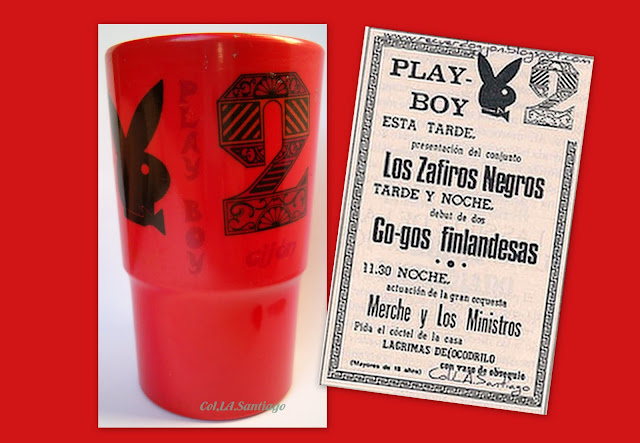 PLAY BOY
2
Gijón
Col,LA.Santiago
www.recuerzogijon.blogspot.com
PLAY-
BOY
2
ESTA TARDE,
presentación del conjunto
Los Zafiros Negros
TARDE Y NOCHE,
debut de dos
Go-gos finlandesas
11.30 NOCHE,
actuación de la gran orquesta
Merche y Los Ministros
Pida el cóctel de la casa
LAGRIMAS DE COCODRILO
con vaso de obsequio
(Mayores de 18 años)
Col,LA.Santiago